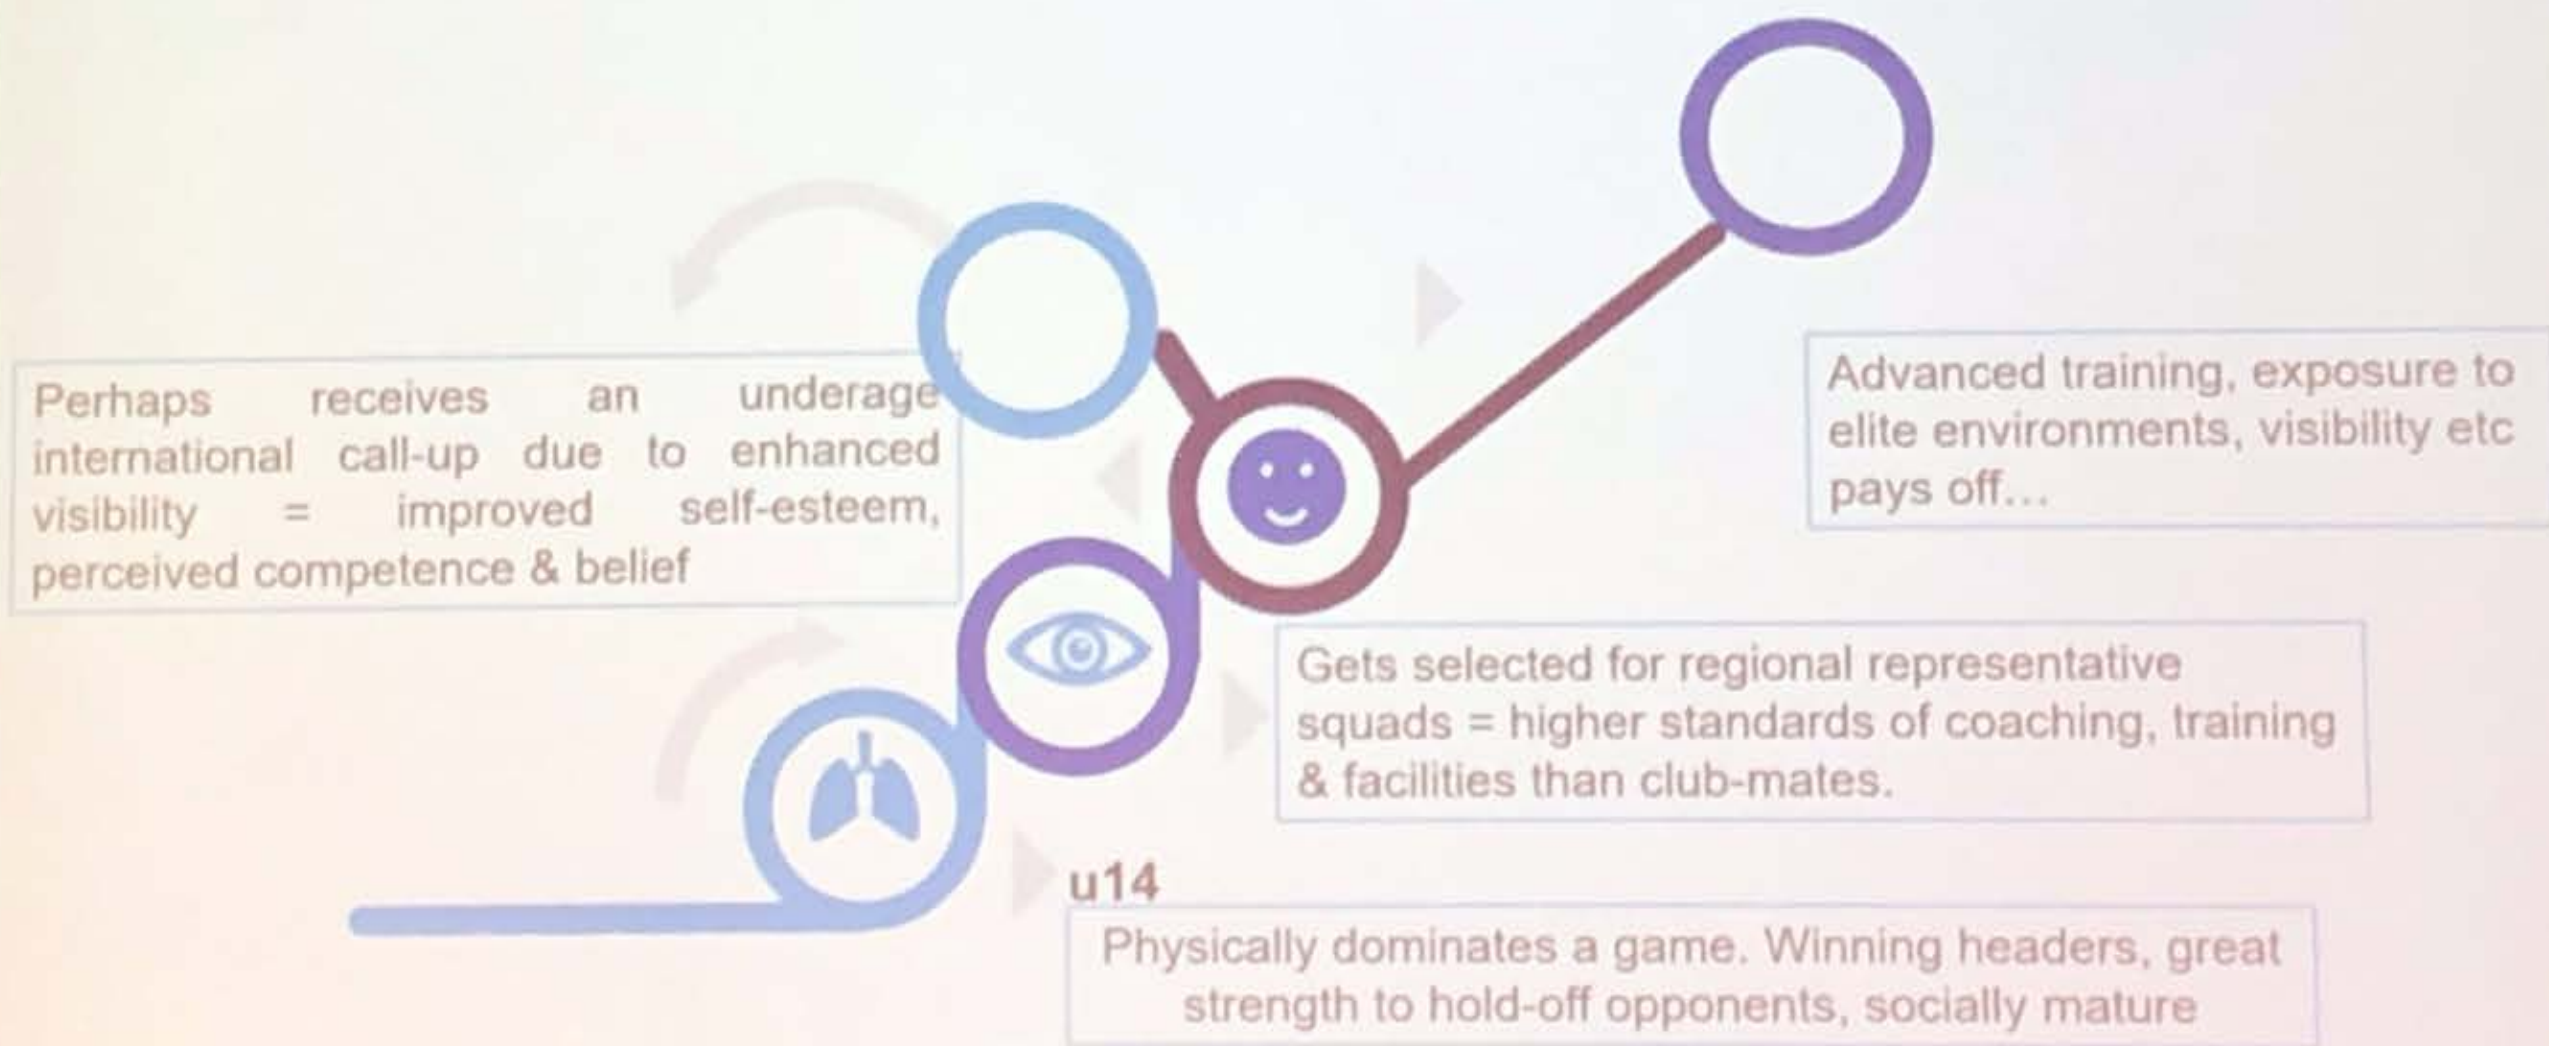 Perhaps receives an underage
international call-up due to enhanced
visibility = improved self-esteem,
perceived competence & belief
Advanced training, exposure to
elite environments, visibility etc
pays off...
Gets selected for regional representative
squads = higher standards of coaching, training
& facilities than club-mates.
u14
Physically dominates a game. Winning headers, great
strength to hold-off opponents, socially mature